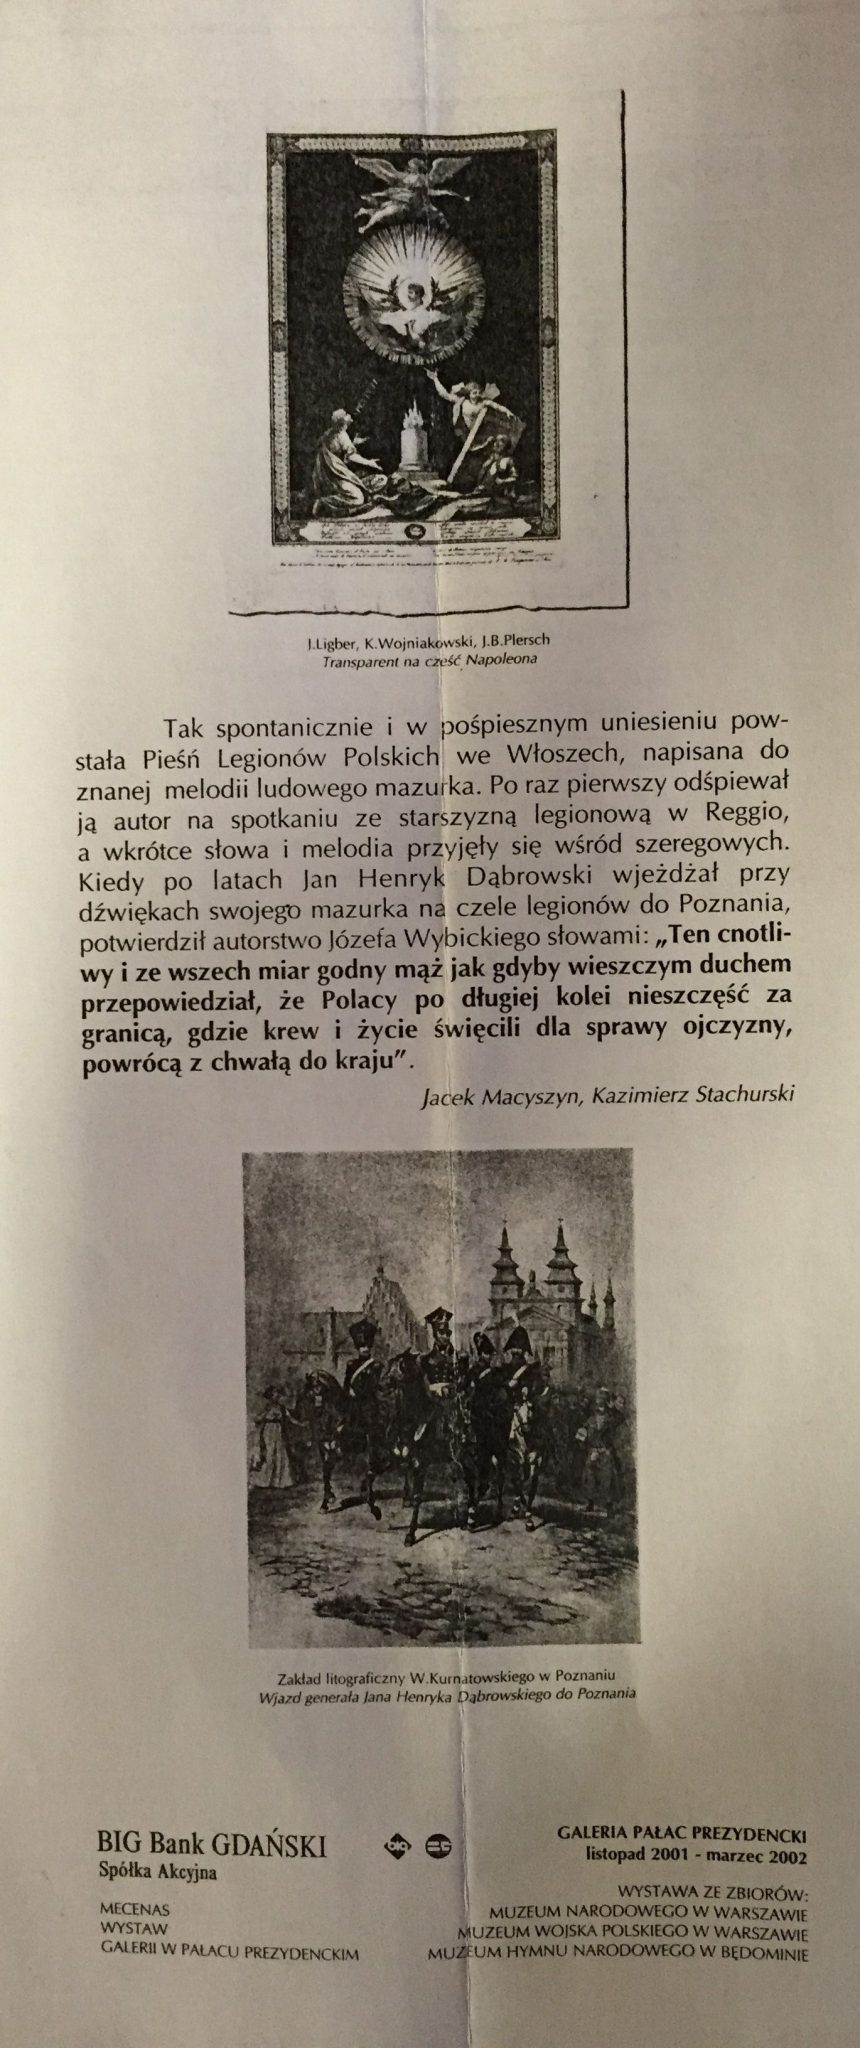 J.Ligber, K.Wojniakowski, J.B.Plersch
Transparent na cześć Napoleona
Tak spontanicznie i w pośpiesznym uniesieniu pow-
stała Pieśń Legionów Polskich we Włoszech, napisana do
znanej melodii ludowego mazurka. Po raz pierwszy odśpiewał
ją autor na spotkaniu ze starszyzną legionową w Reggio,
a wkrótce słowa i melodia przyjęły się wśród szeregowych.
Kiedy po latach Jan Henryk Dąbrowski wjeżdżał przy
dźwiękach swojego mazurka na czele legionów do Poznania,
potwierdził autorstwo Józefa Wybickiego słowami: „Ten cnotli-
wy i ze wszech miar godny mąż jak gdyby wieszczym duchem
przepowiedział, że Polacy po długiej kolei nieszczęść za
granicą, gdzie krew i życie święcili dla sprawy ojczyzny,
powrócą z chwałą do kraju”.
Jacek Macyszyn, Kazimierz Stachurski
Zakład litograficzny W.Kurnatowskiego w Poznaniu
Wjazd generała Jana Henryka Dąbrowskiego do Poznania
BIG Bank GDAŃSKI
Spółka Akcyjna
MECENAS
WYSTAW
GALERII W PAŁACU PREZYDENCKIM
big
BG
GALERIA PAŁAC PREZYDENCKI
listopad 2001 - marzec 2002
WYSTAWA ZE ZBIORÓW:
MUZEUM NARODOWEGO W WARSZAWIE
MUZEUM WOJSKA POLSKIEGO W WARSZAWIE
MUZEUM HYMNU NARODOWEGO W BĘDOMINIE